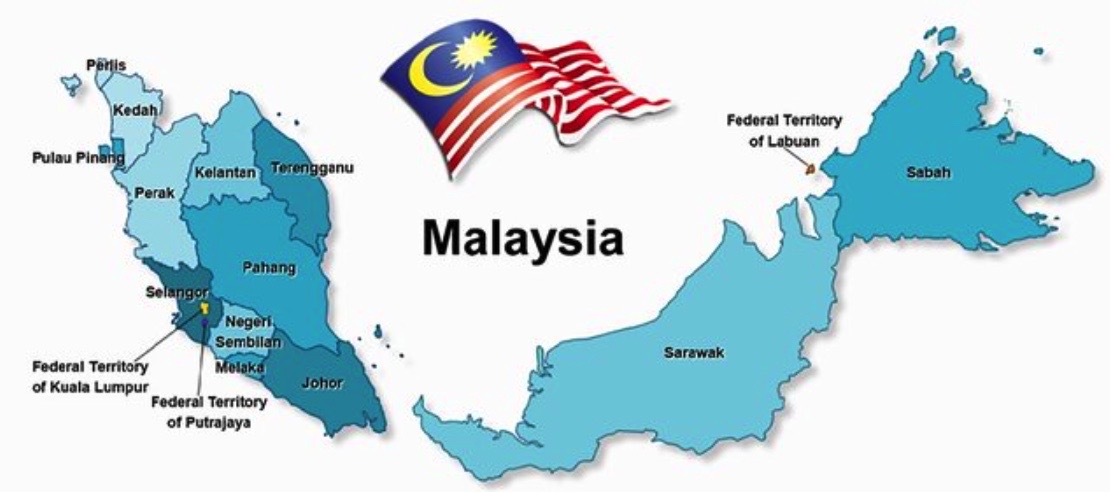 Perlis
Kedah
Pulau Pinang
Perak
Kelantan
Terengganu
Pahang
Selangor
Negeri
Sembilan
Melaka
Johor
Federal Territory
of Kuala Lumpur
Federal Territory
of Putrajaya
Malaysia
Federal Territory
of Labuan
Sabah
Sarawak